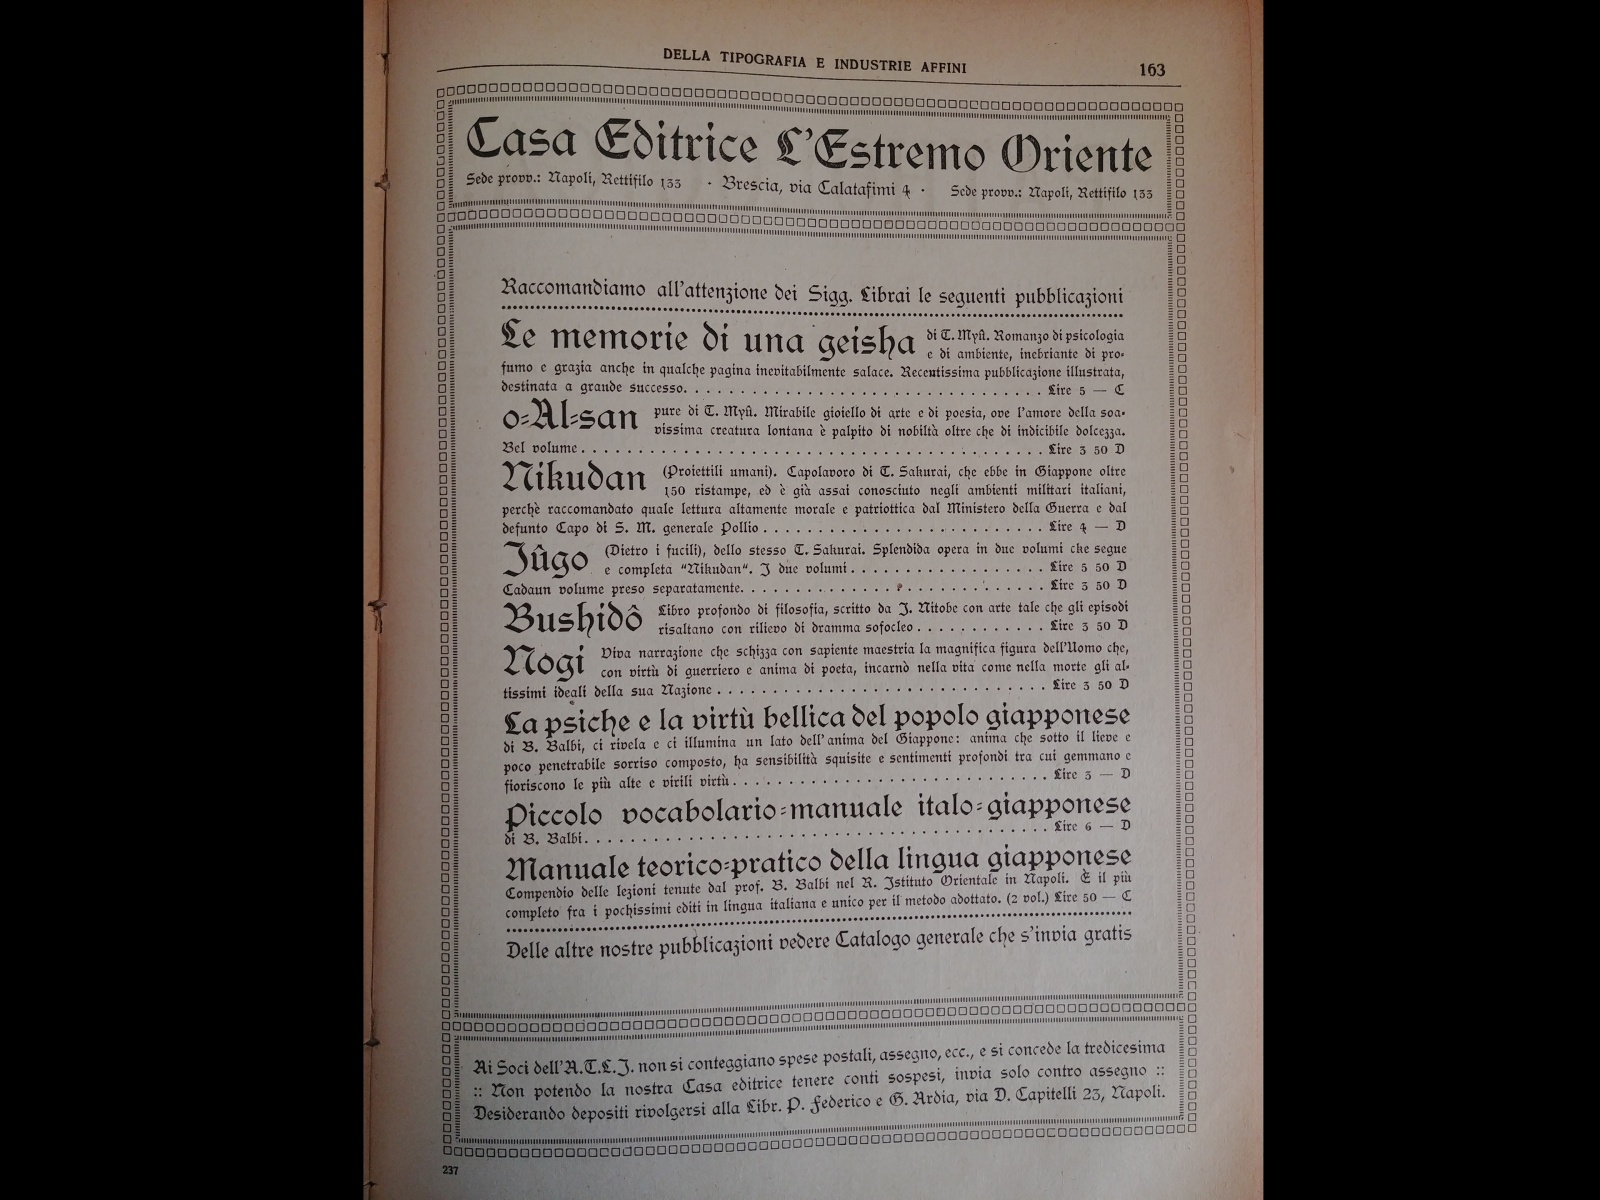 DELLA TIPOGRAFIA E INDUSTRIE AFFINI
163
Casa Editrice L'Estremo Oriente
Sede provv.: Napoli, Rettifilo 133 · Brescia, via Calatafimi 4 · Sede provv.: Napoli, Rettifilo 133
Raccomandiamo all'attenzione dei Sigg. Librai le seguenti pubblicazioni
Le memorie di una geisha di T. Myû. Romanzo di psicologia
e di ambiente, inebriante di pro-
fumo e grazia anche in qualche pagina inevitabilmente salace. Recentissima pubblicazione illustrata,
destinata a grande successo. . . . . . . . . . . . . . . . . . . . . . . . . . . . . . Lire 5 — C
o-Al-san pure di T. Myû. Mirabile gioiello di arte e di poesia, ove l'amore della soa-
vissima creatura lontana è palpito di nobiltà oltre che di indicibile dolcezza.
Bel volume . . . . . . . . . . . . . . . . . . . . . . . . . . . . . . . . . . . . . . . Lire 3 50 D
Nikudan (Proiettili umani). Capolavoro di T. Sakurai, che ebbe in Giappone oltre
150 ristampe, ed è già assai conosciuto negli ambienti militari italiani,
perchè raccomandato quale lettura altamente morale e patriottica dal Ministero della Guerra e dal
defunto Capo di S. M. generale Pollio . . . . . . . . . . . . . . . . . . . . . . . . Lire 4 — D
Jûgo (Dietro i fucili), dello stesso T. Sakurai. Splendida opera in due volumi che segue
e completa "Nikudan". I due volumi . . . . . . . . . . . . . . . . . Lire 5 50 D
Cadaun volume preso separatamente. . . . . . . . . . . . . . . . . . . . . . . . . . Lire 3 50 D
Bushidô Libro profondo di filosofia, scritto da I. Nitobe con arte tale che gli episodi
risaltano con rilievo di dramma sofocleo . . . . . . . . . . . Lire 3 50 D
Nogi Viva narrazione che schizza con sapiente maestria la magnifica figura dell'Uomo che,
con virtù di guerriero e anima di poeta, incarnò nella vita come nella morte gli al-
tissimi ideali della sua Nazione . . . . . . . . . . . . . . . . . . . . . . . . . . . . Lire 3 50 D
La psiche e la virtù bellica del popolo giapponese
di B. Balbi, ci rivela e ci illumina un lato dell'anima del Giappone: anima che sotto il lieve e
poco penetrabile sorriso composto, ha sensibilità squisite e sentimenti profondi tra cui gemmano e
fioriscono le più alte e virili virtù . . . . . . . . . . . . . . . . . . . . . . . . . . . Lire 3 — D
Piccolo vocabolario-manuale italo-giapponese
di B. Balbi. . . . . . . . . . . . . . . . . . . . . . . . . . . . . . . . . . . . . . . . Lire 6 — D
Manuale teorico-pratico della lingua giapponese
Compendio delle lezioni tenute dal prof. B. Balbi nel R. Istituto Orientale in Napoli. È il più
completo fra i pochissimi editi in lingua italiana e unico per il metodo adottato. (2 vol.) Lire 50 — C
Delle altre nostre pubblicazioni vedere Catalogo generale che s'invia gratis
Ai Soci dell'A.T.L.I. non si conteggiano spese postali, assegno, ecc., e si concede la tredicesima
:: Non potendo la nostra Casa editrice tenere conti sospesi, invia solo contro assegno ::
Desiderando depositi rivolgersi alla Libr. P. Federico e G. Ardia, via D. Capitelli 23, Napoli.
237